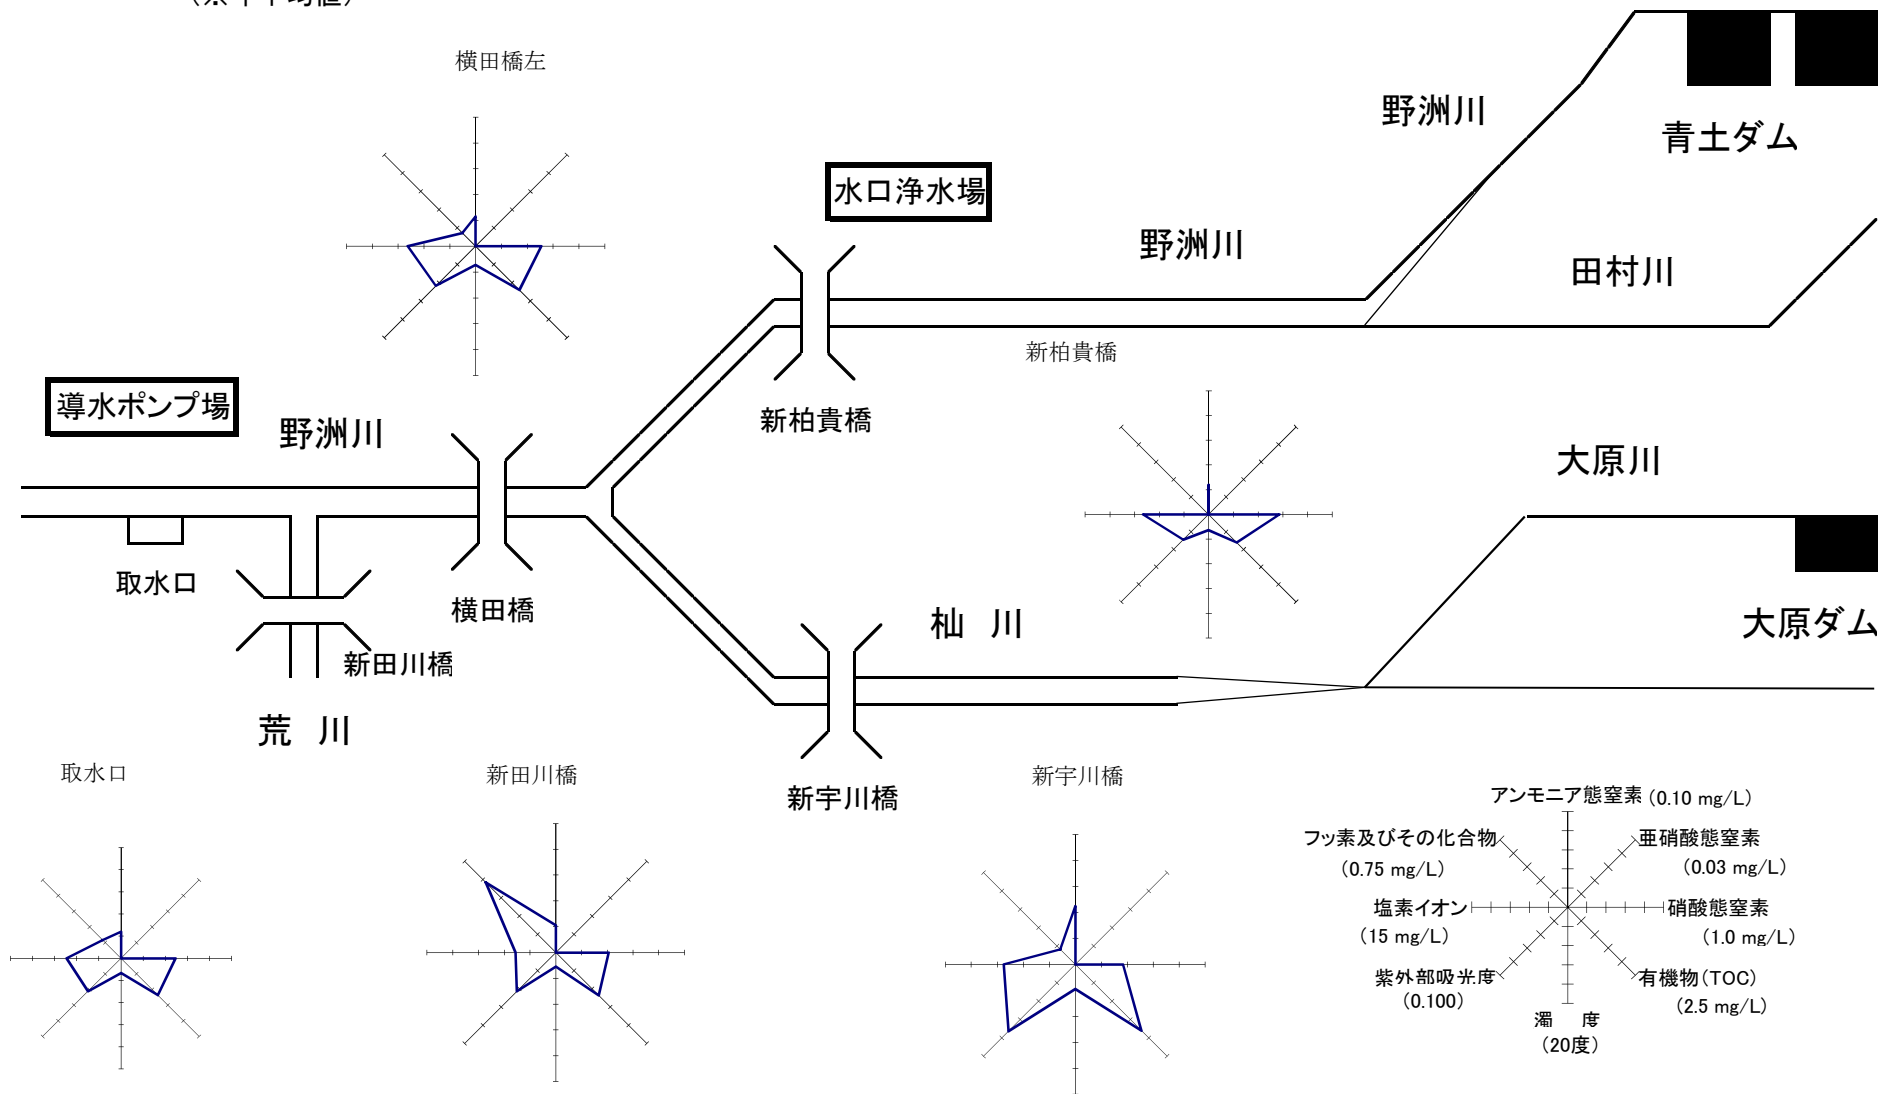 (※年平均値)
横田橋左
野洲川
青土ダム
水口浄水場
野洲川
田村川
新柏貴橋
導水ポンプ場
野洲川
新柏貴橋
大原川
取水口
横田橋
杣 川
大原ダム
新田川橋
荒 川
取水口
新田川橋
新宇川橋
新宇川橋
アンモニア態窒素 (0.10 mg/L)
フッ素及びその化合物
(0.75 mg/L)
亜硝酸態窒素
(0.03 mg/L)
塩素イオン
(15 mg/L)
硝酸態窒素
(1.0 mg/L)
紫外部吸光度
(0.100)
有機物(TOC)
(2.5 mg/L)
濁 度
(20度)